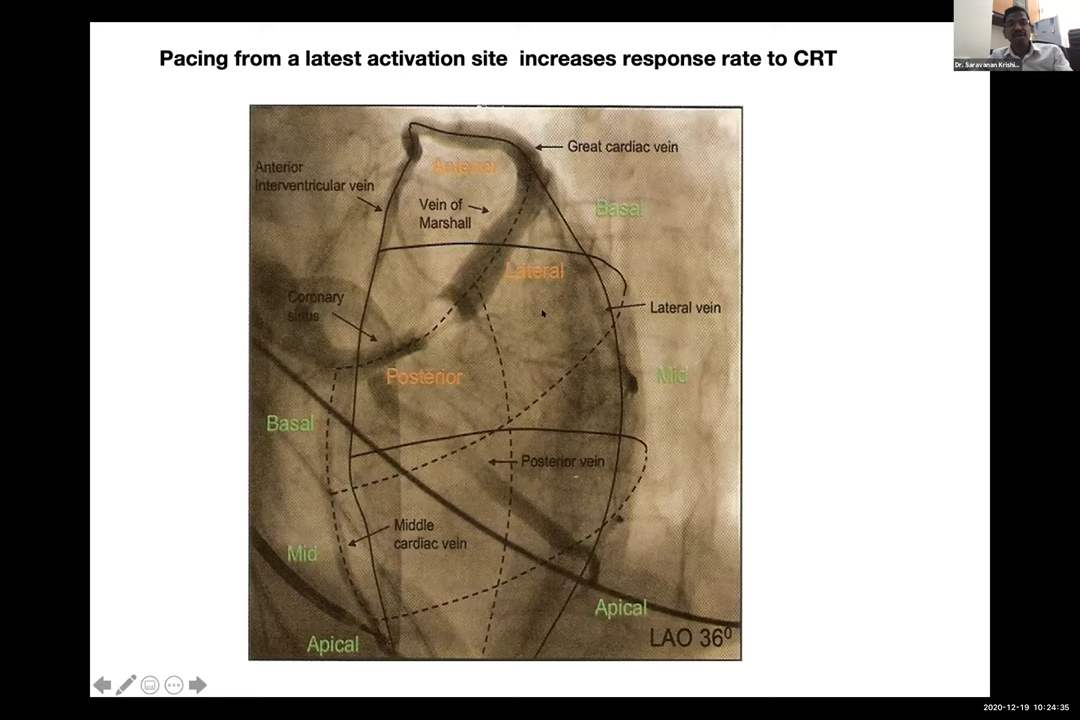 Dr. Saravanan Krishi...
Pacing from a latest activation site increases response rate to CRT
Great cardiac vein
Anterior
interventricular vein
Anterior
Vein of
Marshall
Basal
Lateral
Coronary
sinus
Lateral vein
Posterior
Mid
Basal
Posterior vein
Middle
cardiac vein
Mid
Apical
LAO 36⁰
Apical
2020-12-19 10:24:35